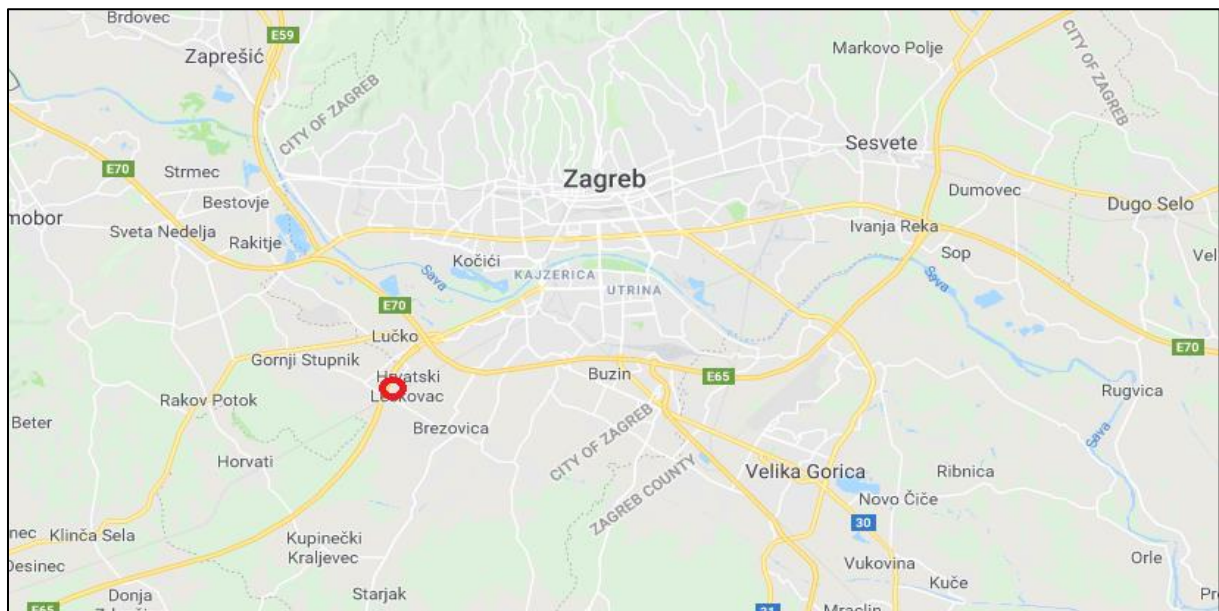 Brdovec
E59
Zaprešić
CITY OF ZAGREB
Markovo Polje
CITY OF ZAGREB
Sesvete
E70
Strmec
Zagreb
Bestovje
Dumovec
Dugo Selo
mobor
Sveta Nedelja
Rakitje
Ivanja Reka
Sop
Vel
Kočići
Sava
KAJZERICA
UTRINA
Sava
E70
Lučko
Gornji Stupnik
E70
Hrvatski
Buzin
E65
Rakov Potok
Rugvica
Beter
Brezovica
CITY OF ZAGREB
Sava
Horvati
ZAGREB COUNTY
Velika Gorica
Ribnica
Novo Čiče
nec
Klinča Sela
Kupinečki
Kraljevec
30
Desinec
Vukovina
Orle
Donja
Starjak
Kuče
Pr
E65
31
Mraclin